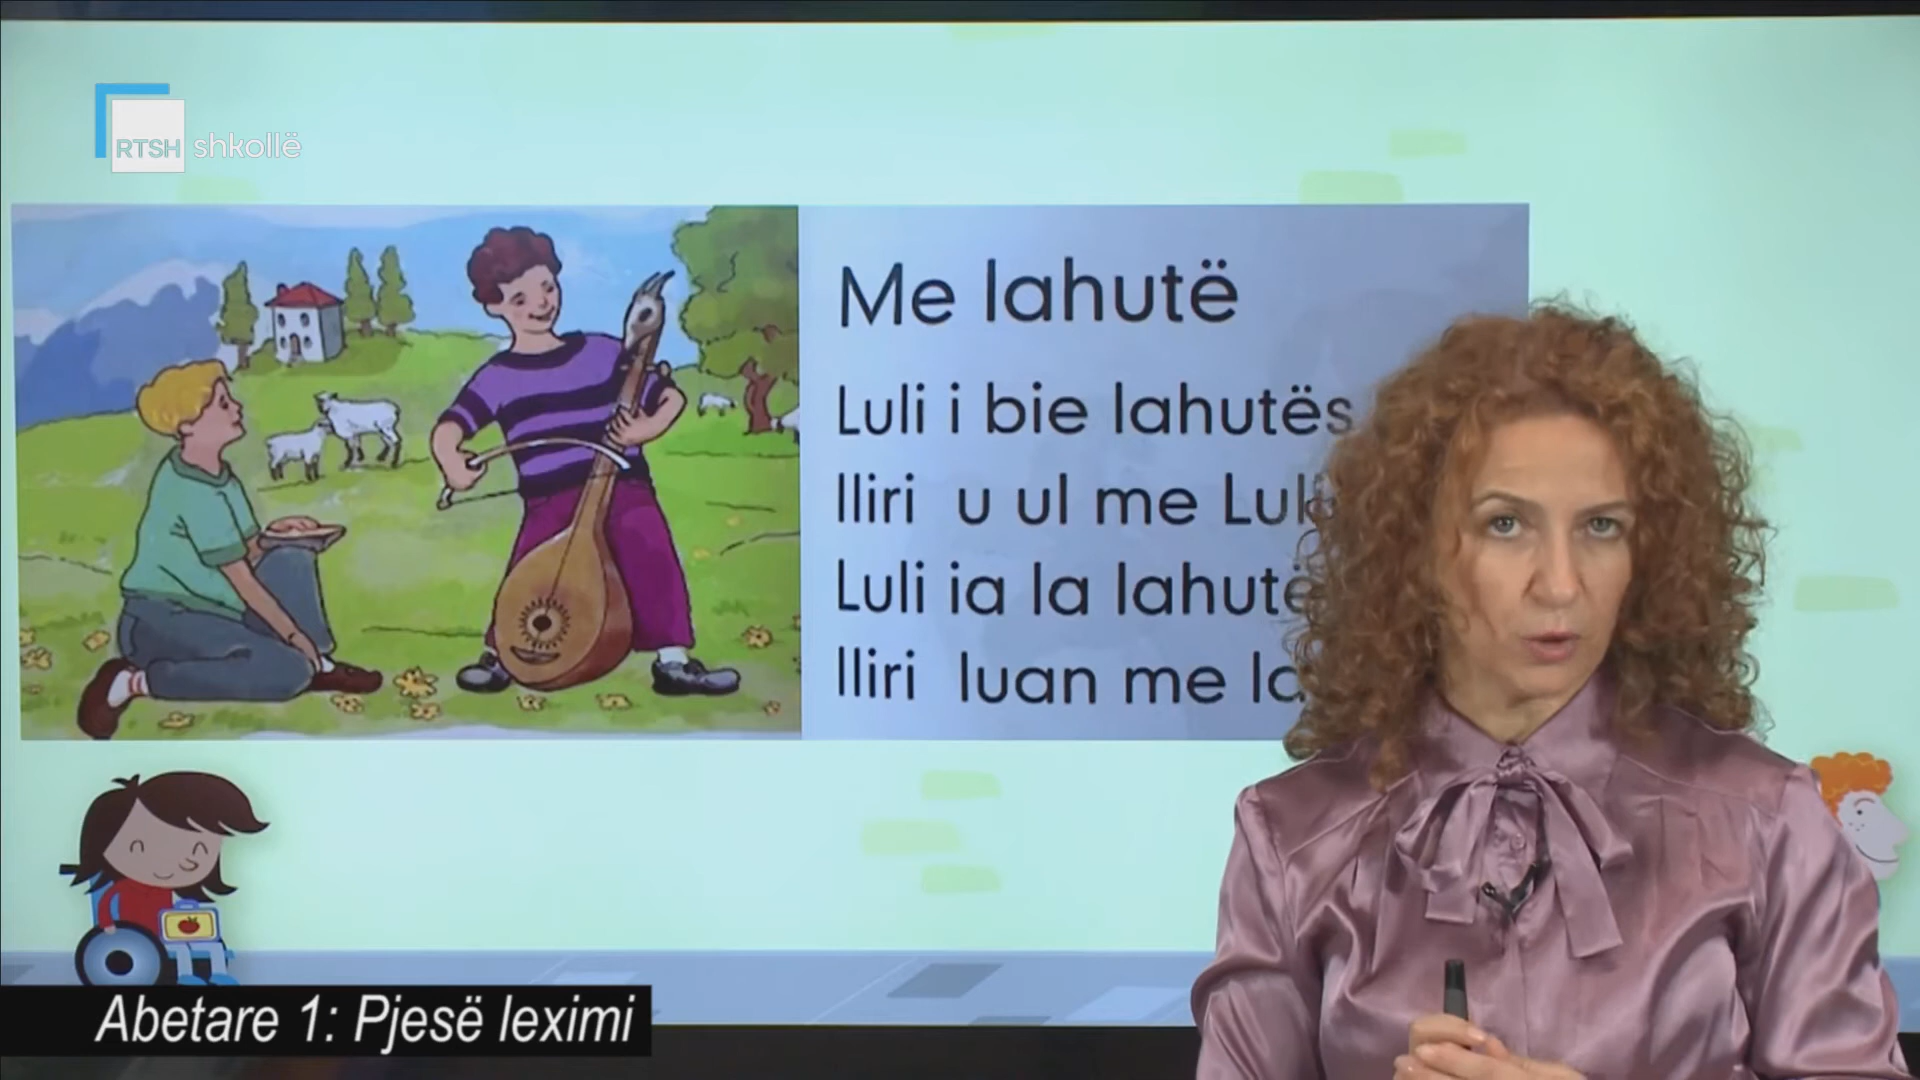 RTSH shkollë
Me lahutë
Luli i bie lahutës
Iliri u ul me
Luli ia la
Iliri luan me
Abetare 1: Pjesë leximi